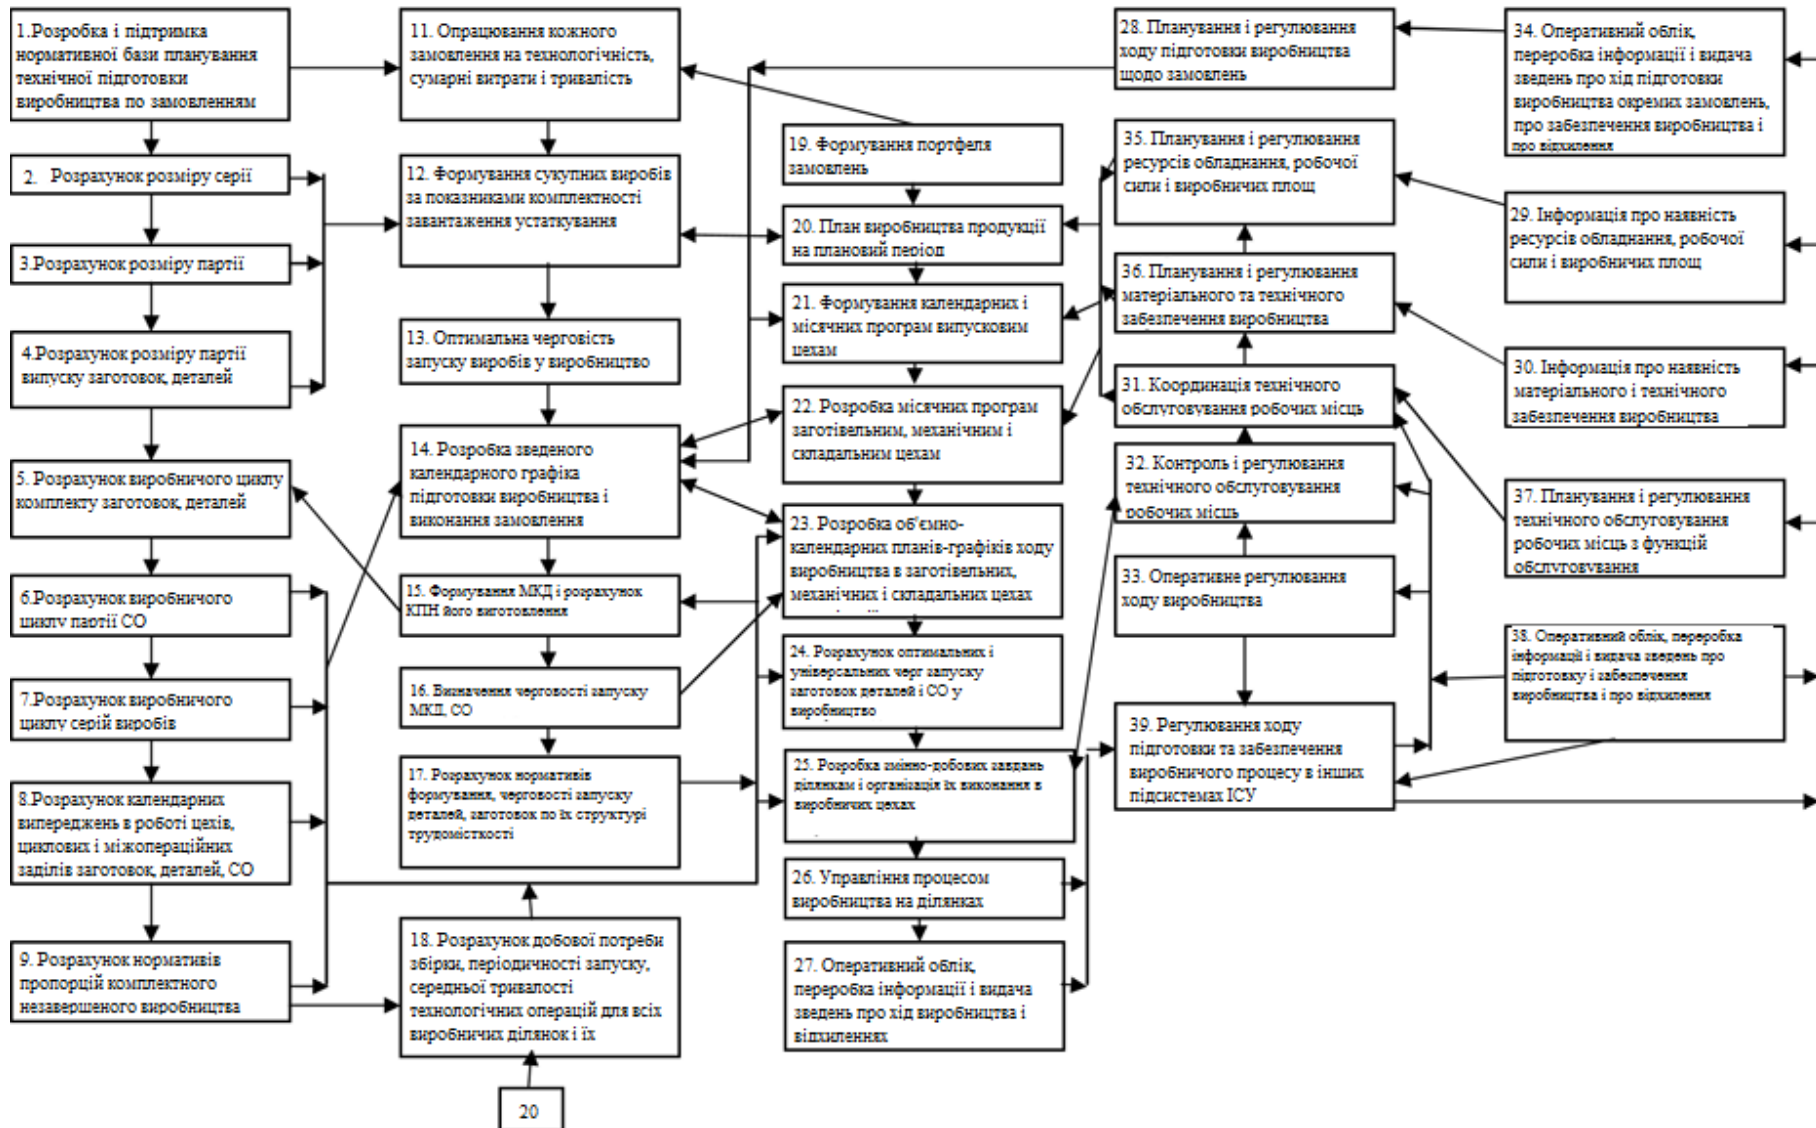 1.Розробка і підтримка
нормативної бази планування
технічної підготовки
виробництва по замовленням
2. Розрахунок розміру серії
3.Розрахунок розміру партії
4.Розрахунок розміру партії
випуску заготовок, деталей
5. Розрахунок виробничого циклу
комплекту заготовок, деталей
6.Розрахунок виробничого
циклу партії СО
7.Розрахунок виробничого
циклу серій виробів
8.Розрахунок календарних
випереджень в роботі цехів,
циклових і міжопераційних
заділів заготовок, деталей, СО
9. Розрахунок нормативів
пропорцій комплектного
незавершеного виробництва
11. Опрацювання кожного
замовлення на технологічність,
сумарні витрати і тривалість
12. Формування сукупних виробів
за показниками комплектності
завантаження устаткування
13. Оптимальна черговість
запуску виробів у виробництво
14. Розробка зведеного
календарного графіка
підготовки виробництва і
виконання замовлення
15. Формування МКД і розрахунок
КПН його виготовлення
16. Визначення черговості запуску
МКД, СО
17. Розрахунок нормативів
формування, черговості запуску
деталей, заготовок по їх структурі
трудомісткості
18. Розрахунок добової потреби
збірки, періодичності запуску,
середньої тривалості
технологічних операцій для всіх
виробничих ділянок і їх
20
19. Формування портфеля
замовлень
20. План виробництва продукції
на плановий період
21. Формування календарних і
місячних програм випусковим
цехам
22. Розробка місячних програм
заготівельним, механічним і
складальним цехам
23. Розробка об'ємно-
календарних планів-графіків ходу
виробництва в заготівельних,
механічних і складальних цехах
24. Розрахунок оптимальних і
універсальних черг запуску
заготовок деталей і СО у
виробництво
25. Розробка змінно-добових завдань
ділянкам і організація їх виконання в
виробничих цехах
26. Управління процесом
виробництва на ділянках
27. Оперативний облік,
переробка інформації і видача
зведень про хід виробництва і
відхиленнях
28. Планування і регулювання
ходу підготовки виробництва
щодо замовлень
35. Планування і регулювання
ресурсів обладнання, робочої
сили і виробничих площ
36. Планування і регулювання
матеріального та технічного
забезпечення виробництва
31. Координація технічного
обслуговування робочих місць
32. Контроль і регулювання
технічного обслуговування
робочих місць
33. Оперативне регулювання
ходу виробництва
39. Регулювання ходу
підготовки та забезпечення
виробничого процесу в інших
підсистемах ІСУ
34. Оперативний облік,
переробка інформації і видача
зведень про хід підготовки
виробництва окремих замовлень,
про забезпечення виробництва і
про відхилення
29. Інформація про наявність
ресурсів обладнання, робочої
сили і виробничих площ
30. Інформація про наявність
матеріального і технічного
забезпечення виробництва
37. Планування і регулювання
технічного обслуговування
робочих місць з функцій
обслуговування
38. Оперативний облік, переробка
інформації і видача зведень про
підготовку і забезпечення
виробництва і про відхилення